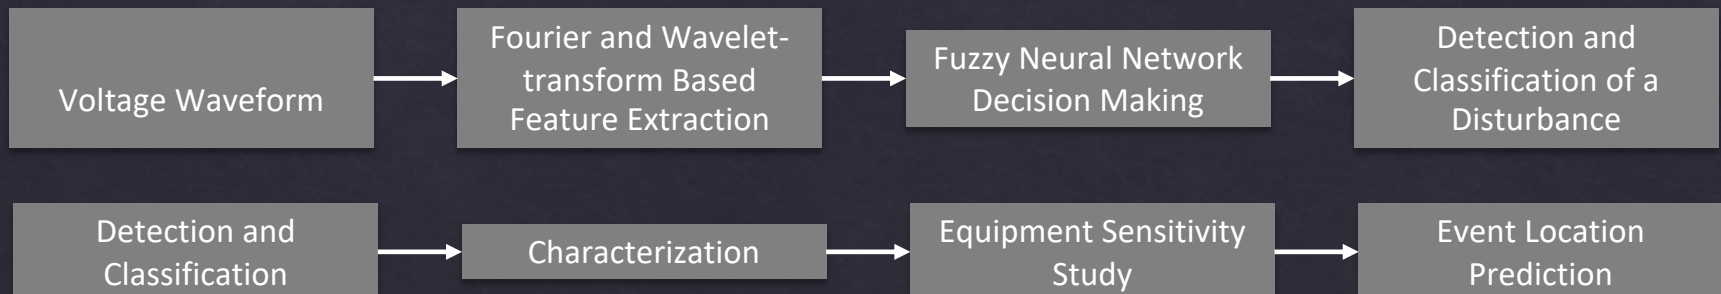 Voltage Waveform
Fourier and Wavelet-
transform Based
Feature Extraction
Fuzzy Neural Network
Decision Making
Detection and
Classification of a
Disturbance
Detection and
Classification
Characterization
Equipment Sensitivity
Study
Event Location
Prediction